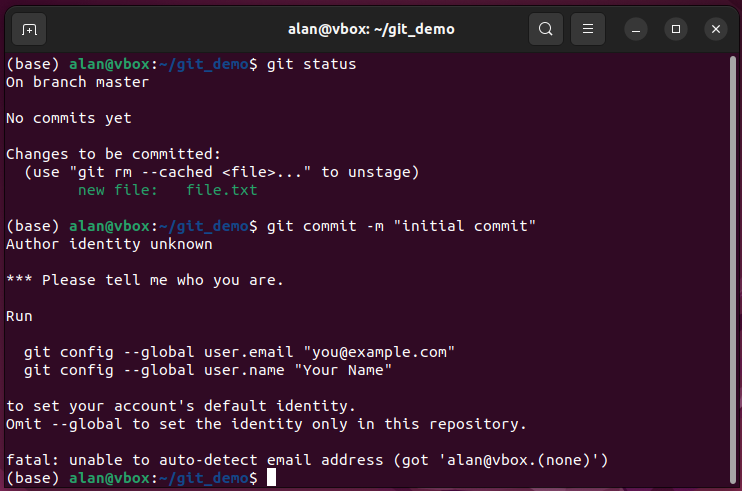 alan@vbox: ~/git_demo
(base) alan@vbox:~/git_demo$ git status
On branch master
No commits yet
Changes to be committed:
  (use "git rm --cached <file>..." to unstage)
        new file:   file.txt
(base) alan@vbox:~/git_demo$ git commit -m "initial commit"
Author identity unknown
*** Please tell me who you are.
Run
  git config --global user.email "you@example.com"
  git config --global user.name "Your Name"
to set your account's default identity.
Omit --global to set the identity only in this repository.
fatal: unable to auto-detect email address (got 'alan@vbox.(none)')
(base) alan@vbox:~/git_demo$